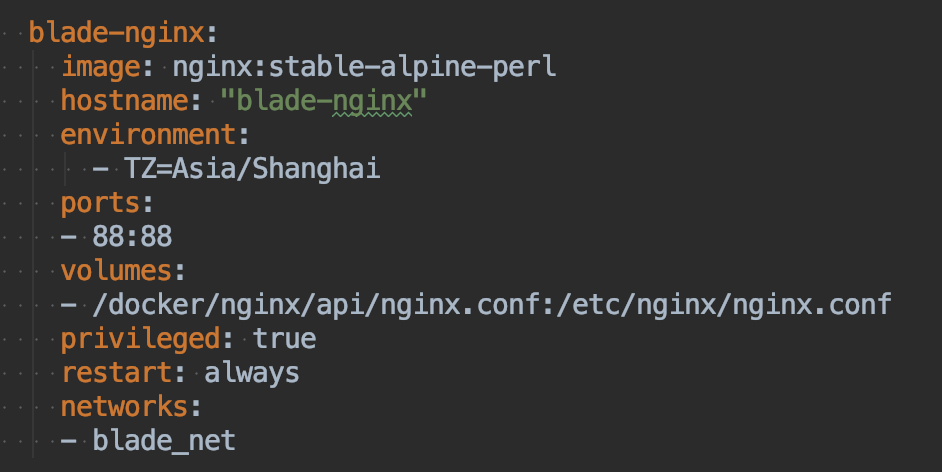 blade-nginx:
image: nginx:stable-alpine-perl
hostname: "blade-nginx"
environment:
- TZ=Asia/Shanghai
ports:
- 88:88
volumes:
- /docker/nginx/api/nginx.conf:/etc/nginx/nginx.conf
privileged: true
restart: always
networks:
- blade_net